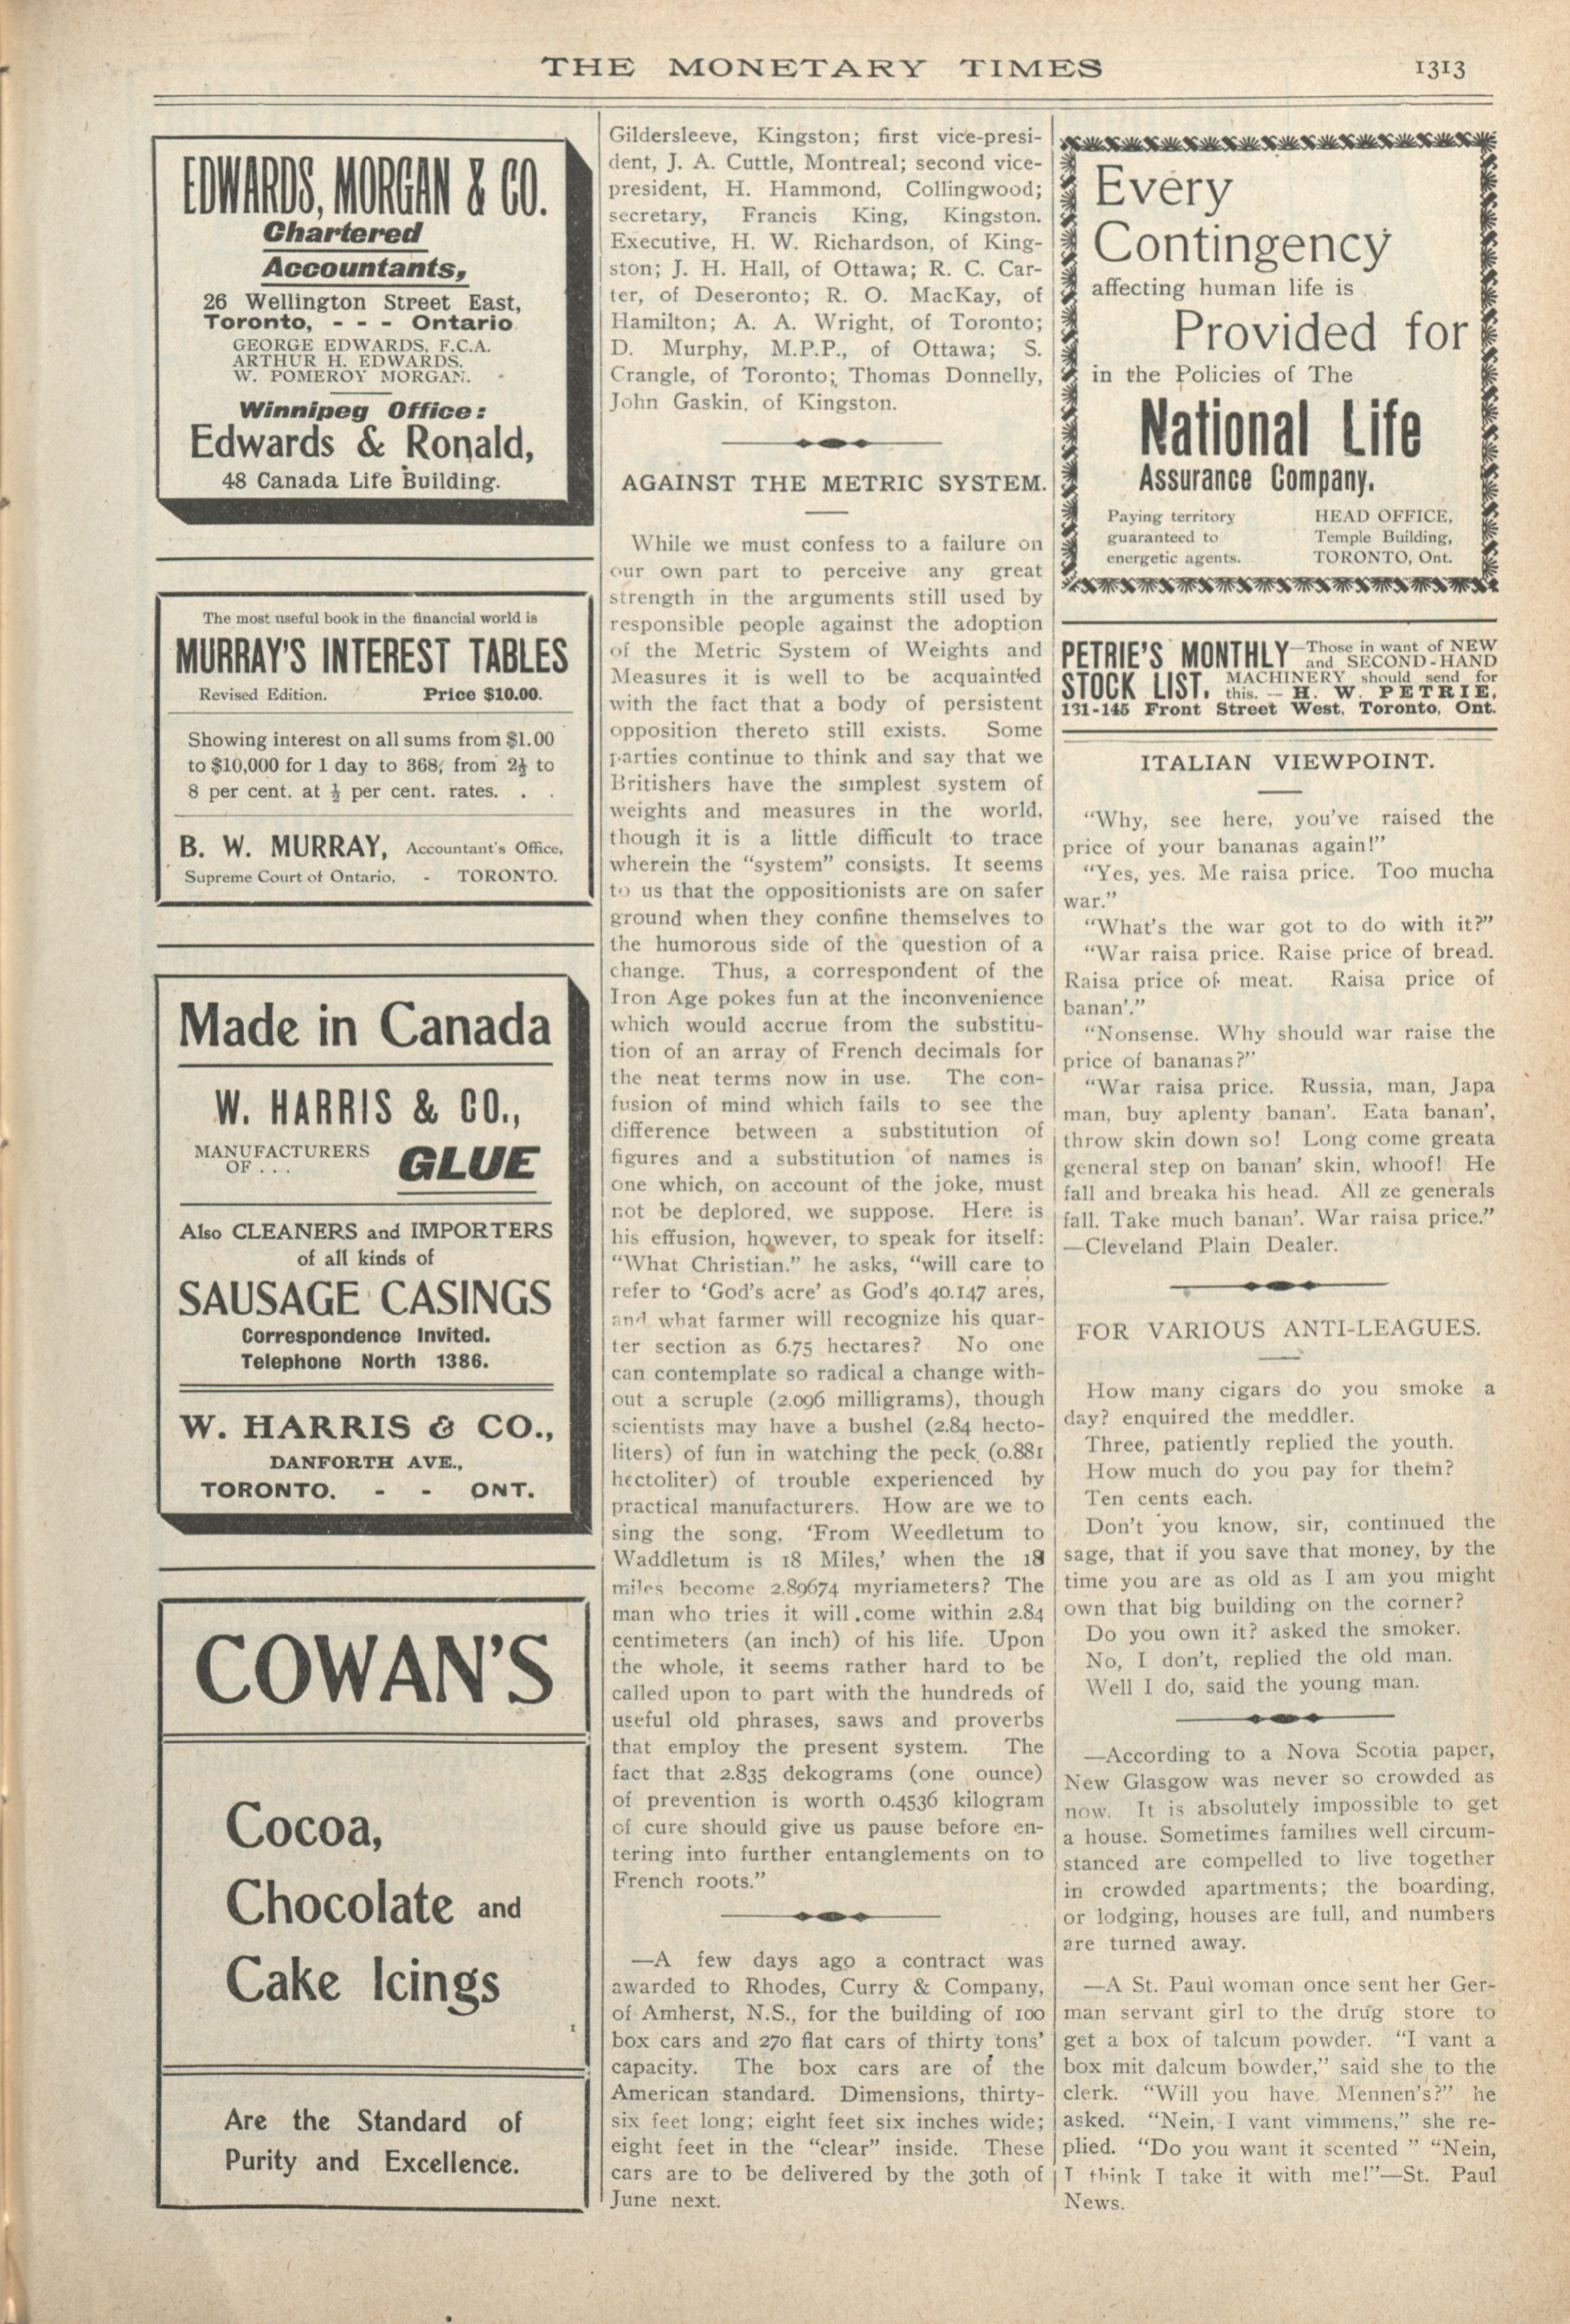 THE MONETARY TIMES
1313
EDWARDS, MORGAN & CO.
Chartered
Accountants,
26 Wellington Street East,
Toronto, - - - Ontario
GEORGE EDWARDS, F.C.A.
ARTHUR H. EDWARDS.
W. POMEROY MORGAN.
Winnipeg Office:
Edwards & Ronald,
48 Canada Life Building.
The most useful book in the financial world is
MURRAY'S INTEREST TABLES
Revised Edition. Price $10.00.
Showing interest on all sums from $1.00
to $10,000 for 1 day to 368, from 2½ to
8 per cent. at ½ per cent. rates. . .
B. W. MURRAY, Accountant's Office,
Supreme Court of Ontario, - TORONTO.
Made in Canada
W. HARRIS & CO.,
MANUFACTURERS
OF . . .
GLUE
Also CLEANERS and IMPORTERS
of all kinds of
SAUSAGE CASINGS
Correspondence Invited.
Telephone North 1386.
W. HARRIS & CO.,
DANFORTH AVE.,
TORONTO. - - ONT.
COWAN'S
Cocoa,
Chocolate and
Cake Icings
Are the Standard of
Purity and Excellence.
Gildersleeve, Kingston; first vice-presi-
dent, J. A. Cuttle, Montreal; second vice-
president, H. Hammond, Collingwood;
secretary, Francis King, Kingston.
Executive, H. W. Richardson, of King-
ston; J. H. Hall, of Ottawa; R. C. Car-
ter, of Deseronto; R. O. MacKay, of
Hamilton; A. A. Wright, of Toronto;
D. Murphy, M.P.P., of Ottawa; S.
Crangle, of Toronto; Thomas Donnelly,
John Gaskin, of Kingston.
AGAINST THE METRIC SYSTEM.
While we must confess to a failure on
our own part to perceive any great
strength in the arguments still used by
responsible people against the adoption
of the Metric System of Weights and
Measures it is well to be acquainted
with the fact that a body of persistent
opposition thereto still exists. Some
parties continue to think and say that we
Britishers have the simplest system of
weights and measures in the world,
though it is a little difficult to trace
wherein the "system" consists. It seems
to us that the oppositionists are on safer
ground when they confine themselves to
the humorous side of the question of a
change. Thus, a correspondent of the
Iron Age pokes fun at the inconvenience
which would accrue from the substitu-
tion of an array of French decimals for
the neat terms now in use. The con-
fusion of mind which fails to see the
difference between a substitution of
figures and a substitution of names is
one which, on account of the joke, must
not be deplored, we suppose. Here is
his effusion, however, to speak for itself:
"What Christian." he asks, "will care to
refer to 'God's acre' as God's 40.147 ares,
and what farmer will recognize his quar-
ter section as 6.75 hectares? No one
can contemplate so radical a change with-
out a scruple (2.096 milligrams), though
scientists may have a bushel (2.84 hecto-
liters) of fun in watching the peck (0.881
hectoliter) of trouble experienced by
practical manufacturers. How are we to
sing the song, 'From Weedletum to
Waddletum is 18 Miles,' when the 18
miles become 2.89674 myriameters? The
man who tries it will come within 2.84
centimeters (an inch) of his life. Upon
the whole, it seems rather hard to be
called upon to part with the hundreds of
useful old phrases, saws and proverbs
that employ the present system. The
fact that 2.835 dekograms (one ounce)
of prevention is worth 0.4536 kilogram
of cure should give us pause before en-
tering into further entanglements on to
French roots."
—A few days ago a contract was
awarded to Rhodes, Curry & Company,
of Amherst, N.S., for the building of 100
box cars and 270 flat cars of thirty tons'
capacity. The box cars are of the
American standard. Dimensions, thirty-
six feet long; eight feet six inches wide;
eight feet in the "clear" inside. These
cars are to be delivered by the 30th of
June next.
Every
Contingency
affecting human life is
Provided for
in the Policies of The
National Life
Assurance Company.
Paying territory
guaranteed to
energetic agents.
HEAD OFFICE,
Temple Building,
TORONTO, Ont.
PETRIE'S MONTHLY
STOCK LIST.
—Those in want of NEW
and SECOND-HAND
MACHINERY should send for
this. — H. W. PETRIE,
131-145 Front Street West, Toronto, Ont.
ITALIAN VIEWPOINT.
"Why, see here, you've raised the
price of your bananas again!"
"Yes, yes. Me raisa price. Too mucha
war."
"What's the war got to do with it?"
"War raisa price. Raise price of bread.
Raisa price of meat. Raisa price of
banan'."
"Nonsense. Why should war raise the
price of bananas?"
"War raisa price. Russia, man, Japa
man, buy aplenty banan'. Eata banan',
throw skin down so! Long come greata
general step on banan' skin, whoof! He
fall and breaka his head. All ze generals
fall. Take much banan'. War raisa price."
—Cleveland Plain Dealer.
FOR VARIOUS ANTI-LEAGUES.
How many cigars do you smoke a
day? enquired the meddler.
Three, patiently replied the youth.
How much do you pay for them?
Ten cents each.
Don't you know, sir, continued the
sage, that if you save that money, by the
time you are as old as I am you might
own that big building on the corner?
Do you own it? asked the smoker.
No, I don't, replied the old man.
Well I do, said the young man.
—According to a Nova Scotia paper,
New Glasgow was never so crowded as
now. It is absolutely impossible to get
a house. Sometimes families well circum-
stanced are compelled to live together
in crowded apartments; the boarding,
or lodging, houses are full, and numbers
are turned away.
—A St. Paul woman once sent her Ger-
man servant girl to the drug store to
get a box of talcum powder. "I vant a
box mit dalcum bowder," said she to the
clerk. "Will you have Mennen's?" he
asked. "Nein, I vant vimmens," she re-
plied. "Do you want it scented " "Nein,
I think I take it with me!"—St. Paul
News.